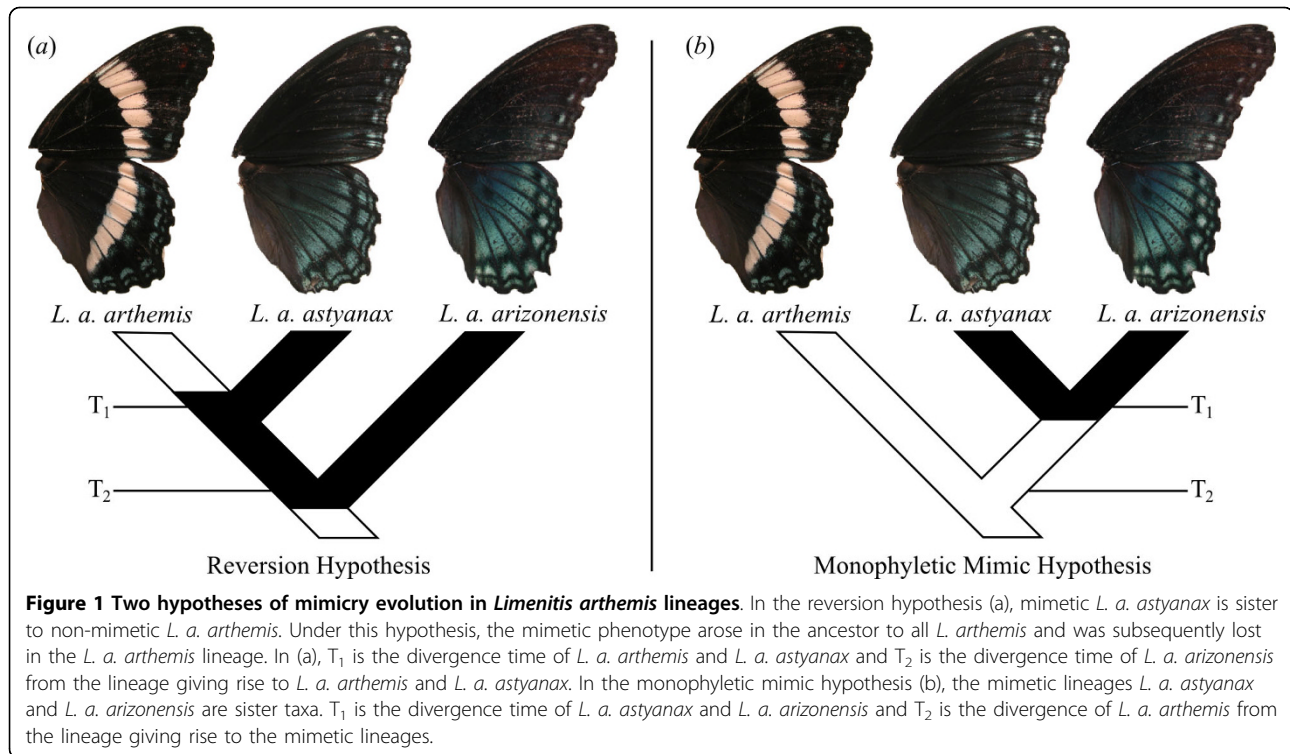 (a)
(b)
L. a. arthemis
L. a. astyanax
L. a. arizonensis
L. a. arthemis
L. a. astyanax
L. a. arizonensis
T₁
T₂
T₁
T₂
Reversion Hypothesis
Monophyletic Mimic Hypothesis
Figure 1 Two hypotheses of mimicry evolution in Limenitis arthemis lineages. In the reversion hypothesis (a), mimetic L. a. astyanax is sister
to non-mimetic L. a. arthemis. Under this hypothesis, the mimetic phenotype arose in the ancestor to all L. arthemis and was subsequently lost
in the L. a. arthemis lineage. In (a), T₁ is the divergence time of L. a. arthemis and L. a. astyanax and T₂ is the divergence time of L. a. arizonensis
from the lineage giving rise to L. a. arthemis and L. a. astyanax. In the monophyletic mimic hypothesis (b), the mimetic lineages L. a. astyanax
and L. a. arizonensis are sister taxa. T₁ is the divergence time of L. a. astyanax and L. a. arizonensis and T₂ is the divergence of L. a. arthemis from
the lineage giving rise to the mimetic lineages.